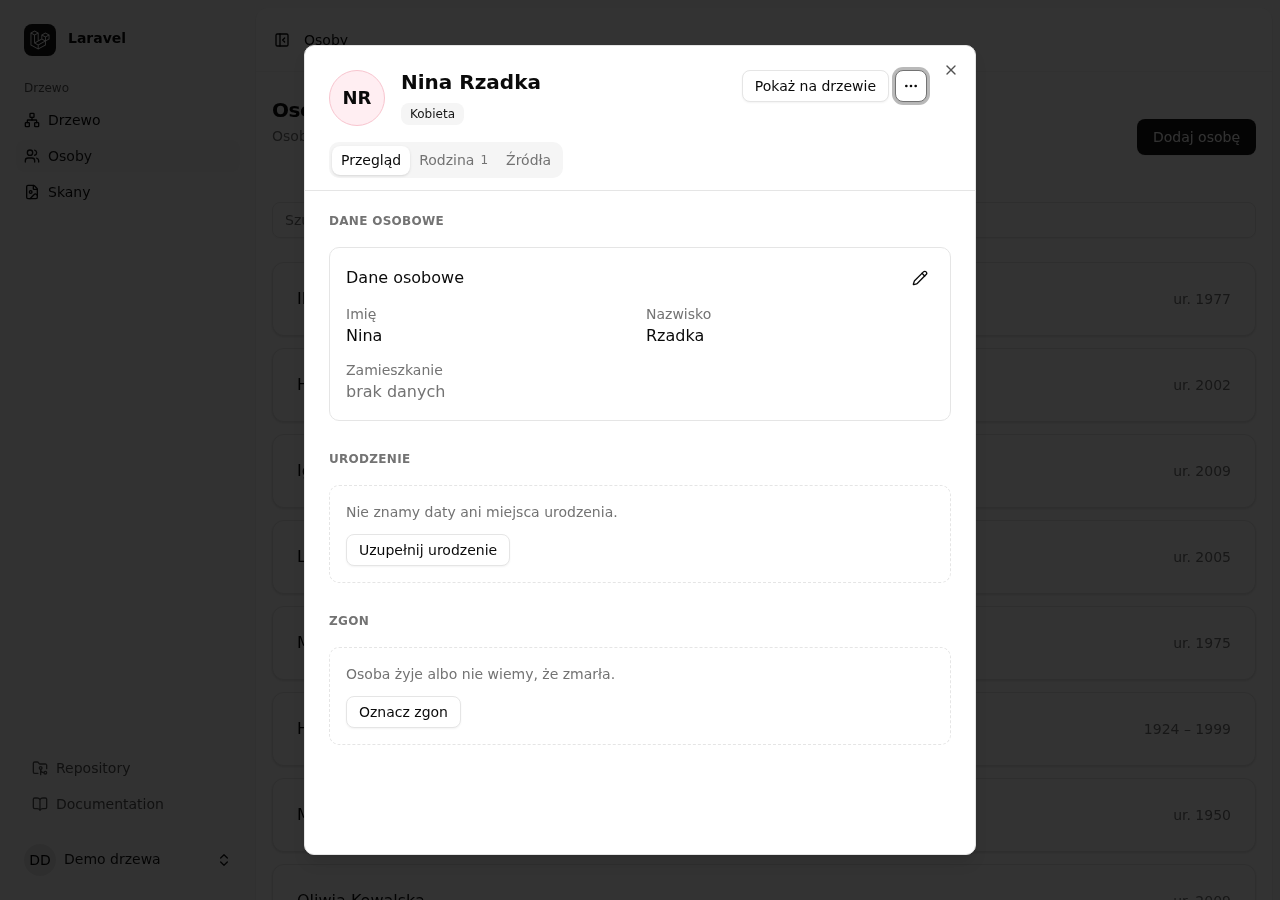 Laravel
Osoby
Drzewo
Drzewo
Osoby
Skany
Dodaj osobę
NR
Nina Rzadka
Kobieta
Pokaż na drzewie
Przegląd
Rodzina 1
Źródła
DANE OSOBOWE
Dane osobowe
Imię
Nazwisko
Nina
Rzadka
Zamieszkanie
brak danych
URODZENIE
Nie znamy daty ani miejsca urodzenia.
Uzupełnij urodzenie
ZGON
Osoba żyje albo nie wiemy, że zmarła.
Oznacz zgon
ur. 1977
ur. 2002
ur. 2009
ur. 2005
ur. 1975
1924 – 1999
ur. 1950
Repository
Documentation
DD
Demo drzewa